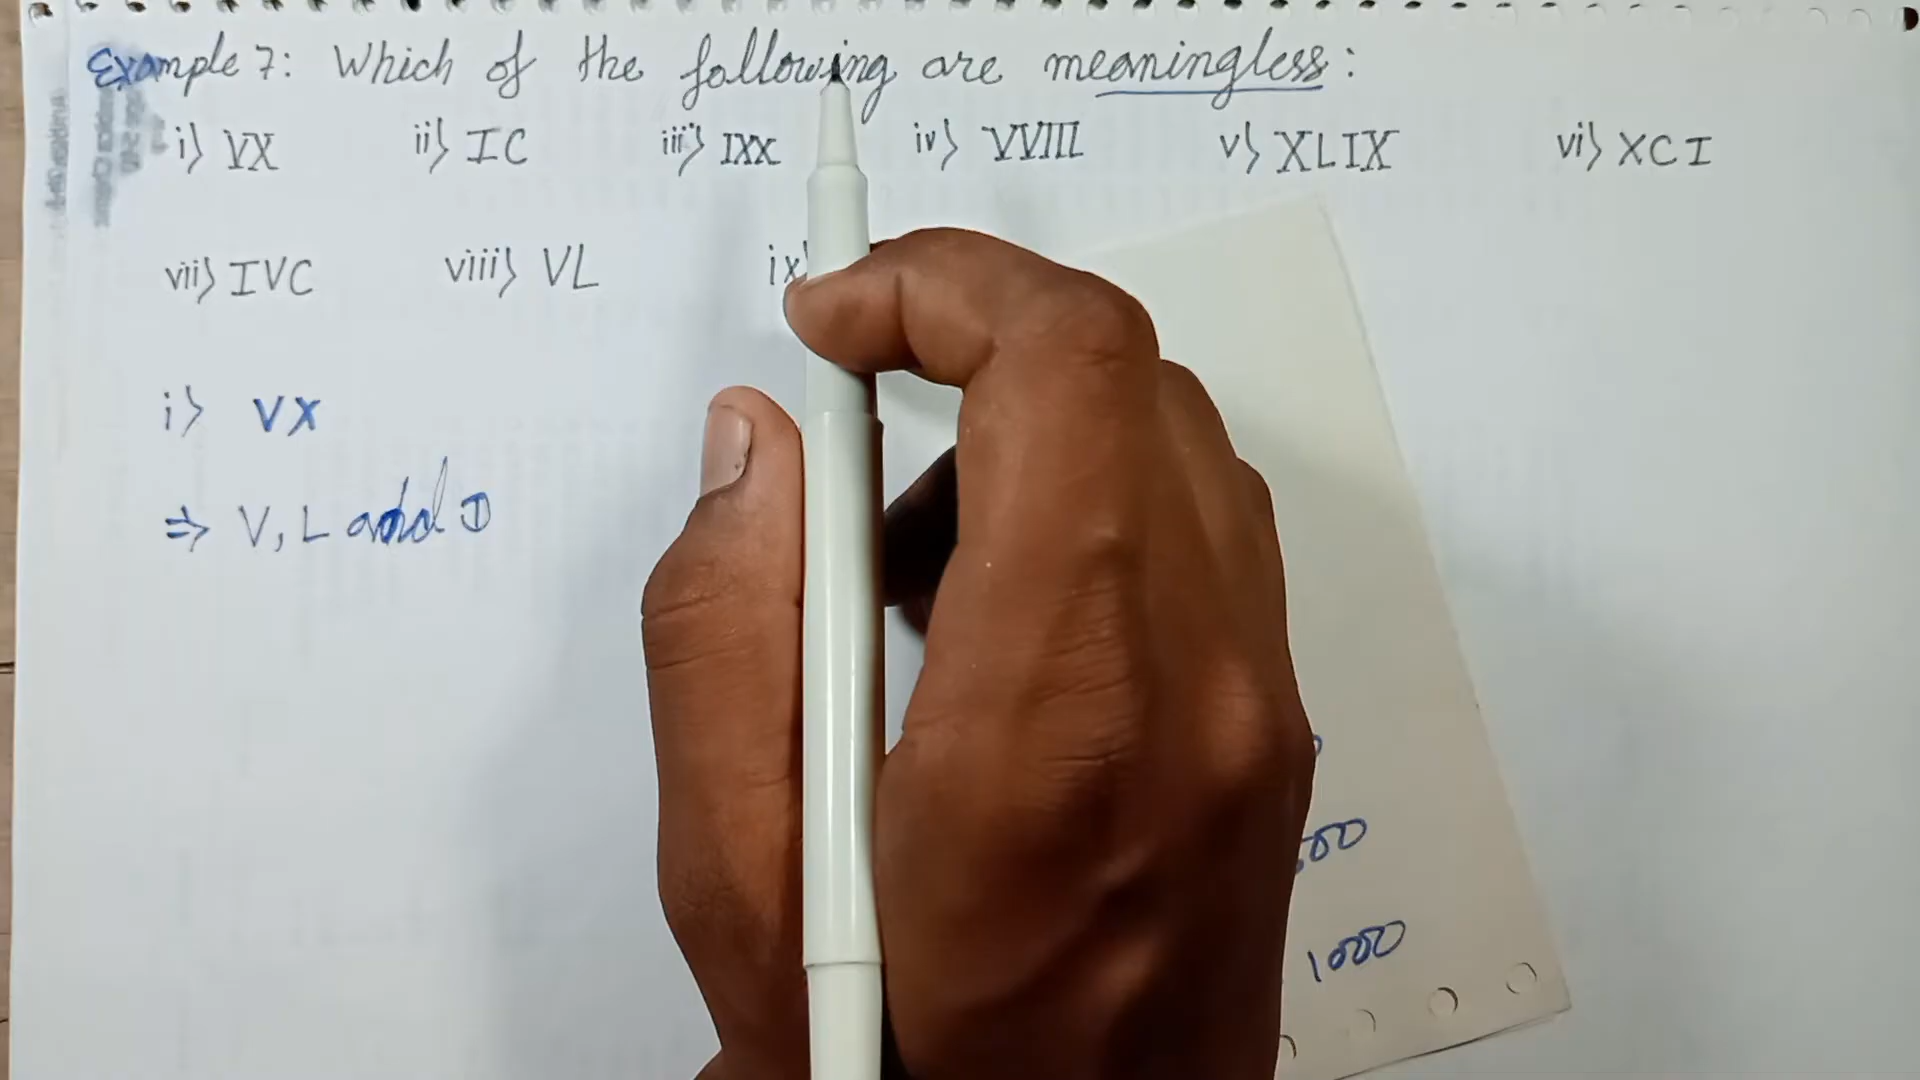 Example 7: Which of the following are meaningless:
i) VX ii) IC iii) IXX iv) VVIII v) XLIX vi) XCI
vii) IVC viii) VL ix)
i) VX
⇒ V, L and D
1000